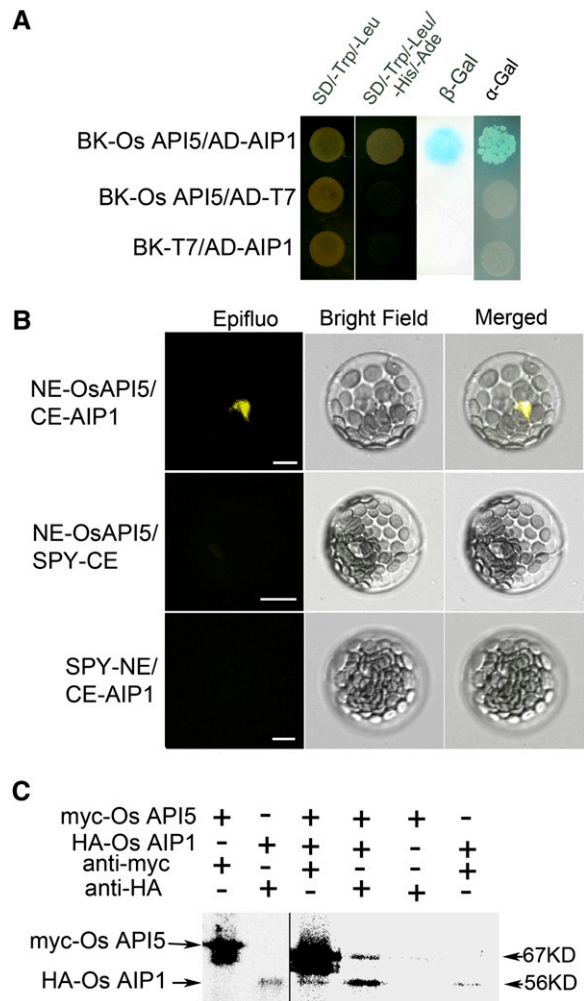 A
SD/-Trp/-Leu
SD/-Trp/-Leu/
-His/-Ade
β-Gal
α-Gal
BK-Os API5/AD-AIP1
BK-Os API5/AD-T7
BK-T7/AD-AIP1
B
Epifluo
Bright Field
Merged
NE-OsAPI5/
CE-AIP1
NE-OsAPI5/
SPY-CE
SPY-NE/
CE-AIP1
C
myc-Os API5 + - + + + -
HA-Os AIP1 - + + + - +
anti-myc + - + - - +
anti-HA - + - + + -
myc-Os API5
67KD
HA-Os AIP1
56KD